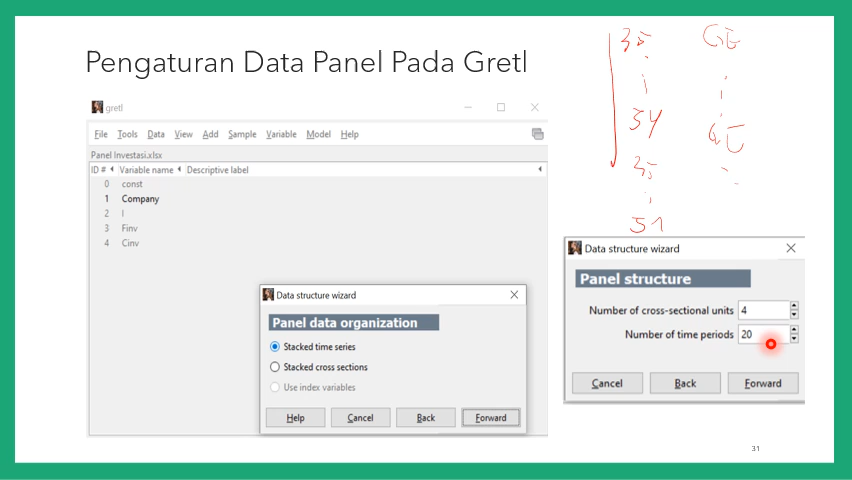 Pengaturan Data Panel Pada Gretl
gretl
File Tools Data View Add Sample Variable Model Help
Panel Investasi.xlsx
ID # Variable name Descriptive label
0 const
1 Company
2 I
3 Finv
4 Cinv
Data structure wizard
Panel data organization
Stacked time series
Stacked cross sections
Use index variables
Help Cancel Back Forward
35 GE
54 GE
35
Data structure wizard
Panel structure
Number of cross-sectional units 4
Number of time periods 20
Cancel Back Forward
31